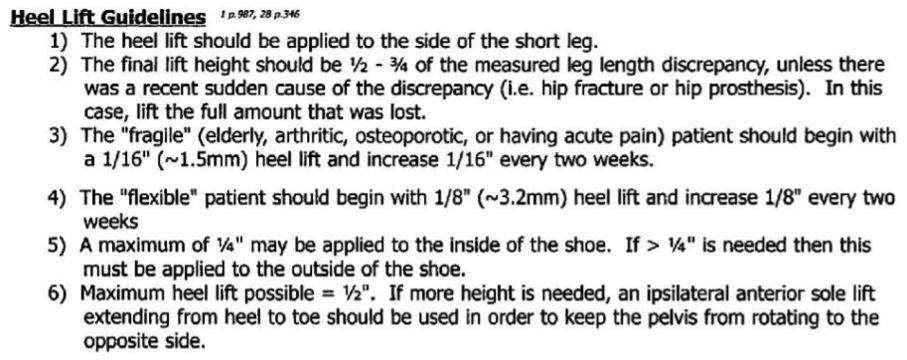 Heel Lift Guidelines 1 p.987, 28 p.346
1) The heel lift should be applied to the side of the short leg.
2) The final lift height should be ½ - ¾ of the measured leg length discrepancy, unless there
was a recent sudden cause of the discrepancy (i.e. hip fracture or hip prosthesis). In this
case, lift the full amount that was lost.
3) The "fragile" (elderly, arthritic, osteoporotic, or having acute pain) patient should begin with
a 1/16" (~1.5mm) heel lift and increase 1/16" every two weeks.
4) The "flexible" patient should begin with 1/8" (~3.2mm) heel lift and increase 1/8" every two
weeks
5) A maximum of ¼" may be applied to the inside of the shoe. If > ¼" is needed then this
must be applied to the outside of the shoe.
6) Maximum heel lift possible = ½". If more height is needed, an ipsilateral anterior sole lift
extending from heel to toe should be used in order to keep the pelvis from rotating to the
opposite side.